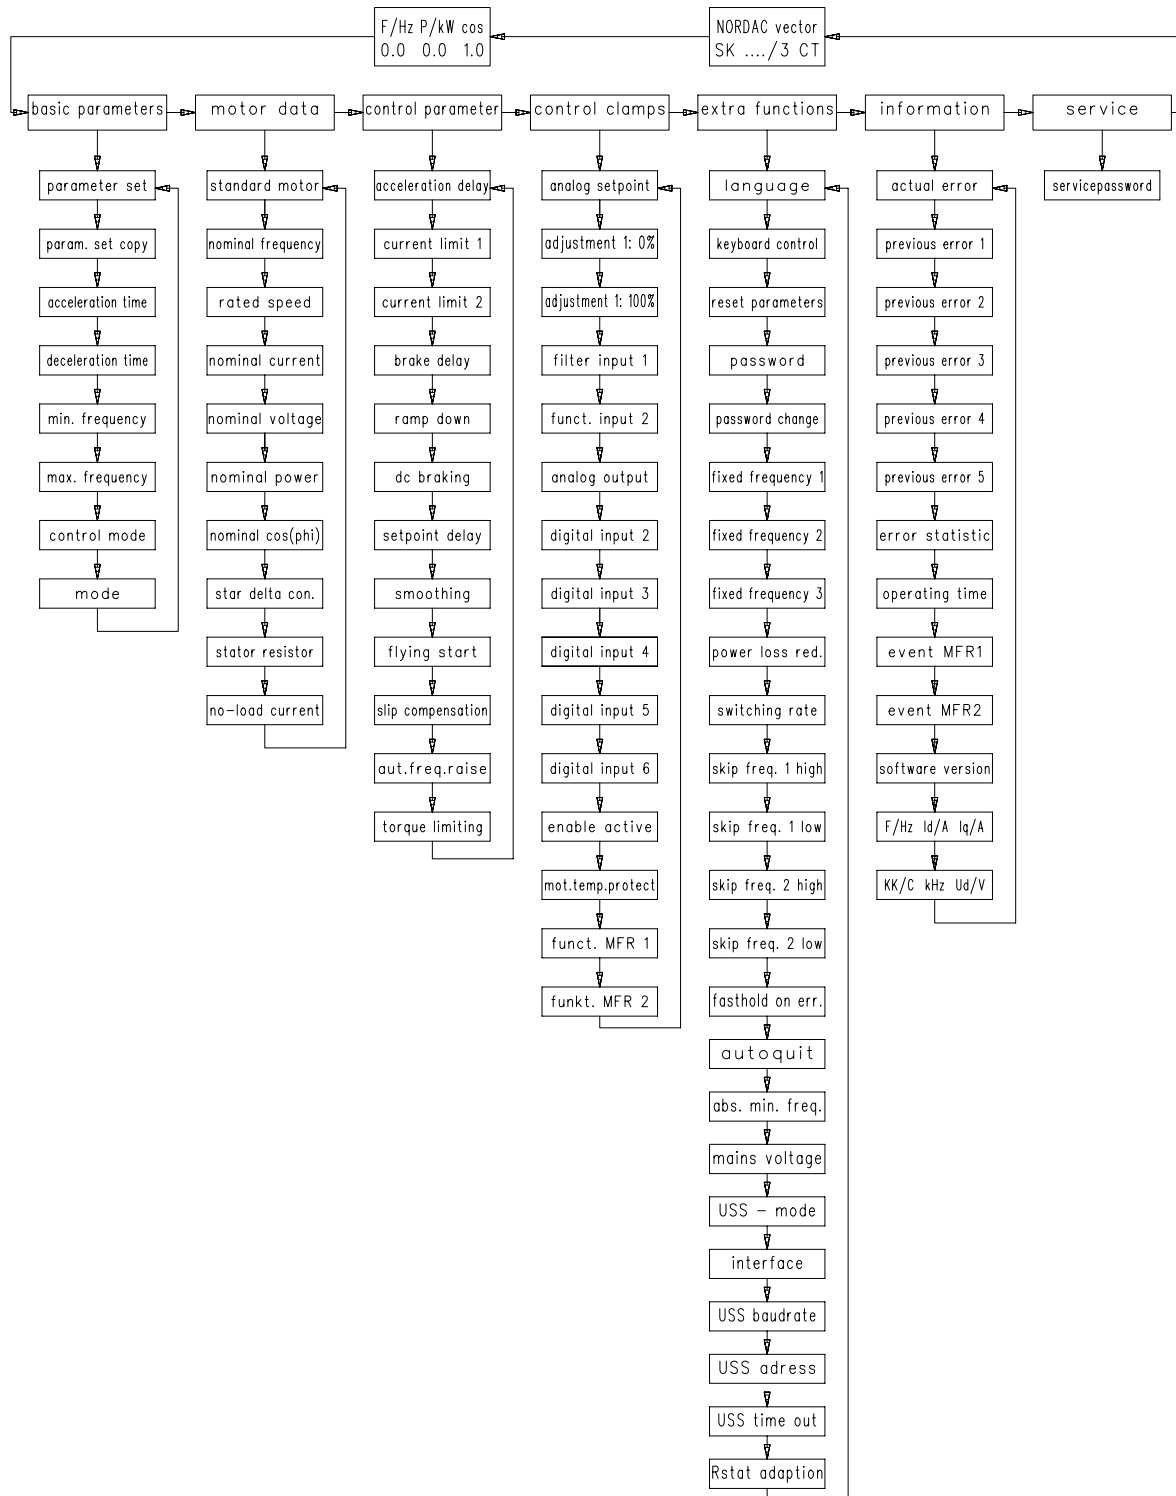 F/Hz P/kW cos
0.0 0.0 1.0
NORDAC vector
SK ..../3 CT
basic parameters
motor data
control parameter
control clamps
extra functions
information
service
parameter set
param. set copy
acceleration time
deceleration time
min. frequency
max. frequency
control mode
mode
standard motor
nominal frequency
rated speed
nominal current
nominal voltage
nominal power
nominal cos(phi)
star delta con.
stator resistor
no-load current
acceleration delay
current limit 1
current limit 2
brake delay
ramp down
dc braking
setpoint delay
smoothing
flying start
slip compensation
aut.freq.raise
torque limiting
analog setpoint
adjustment 1: 0%
adjustment 1: 100%
filter input 1
funct. input 2
analog output
digital input 2
digital input 3
digital input 4
digital input 5
digital input 6
enable active
mot.temp.protect
funct. MFR 1
funkt. MFR 2
language
keyboard control
reset parameters
password
password change
fixed frequency 1
fixed frequency 2
fixed frequency 3
power loss red.
switching rate
skip freq. 1 high
skip freq. 1 low
skip freq. 2 high
skip freq. 2 low
fasthold on err.
autoquit
abs. min. freq.
mains voltage
USS - mode
interface
USS baudrate
USS adress
USS time out
Rstat adaption
actual error
previous error 1
previous error 2
previous error 3
previous error 4
previous error 5
error statistic
operating time
event MFR1
event MFR2
software version
F/Hz Id/A Iq/A
KK/C kHz Ud/V
servicepassword